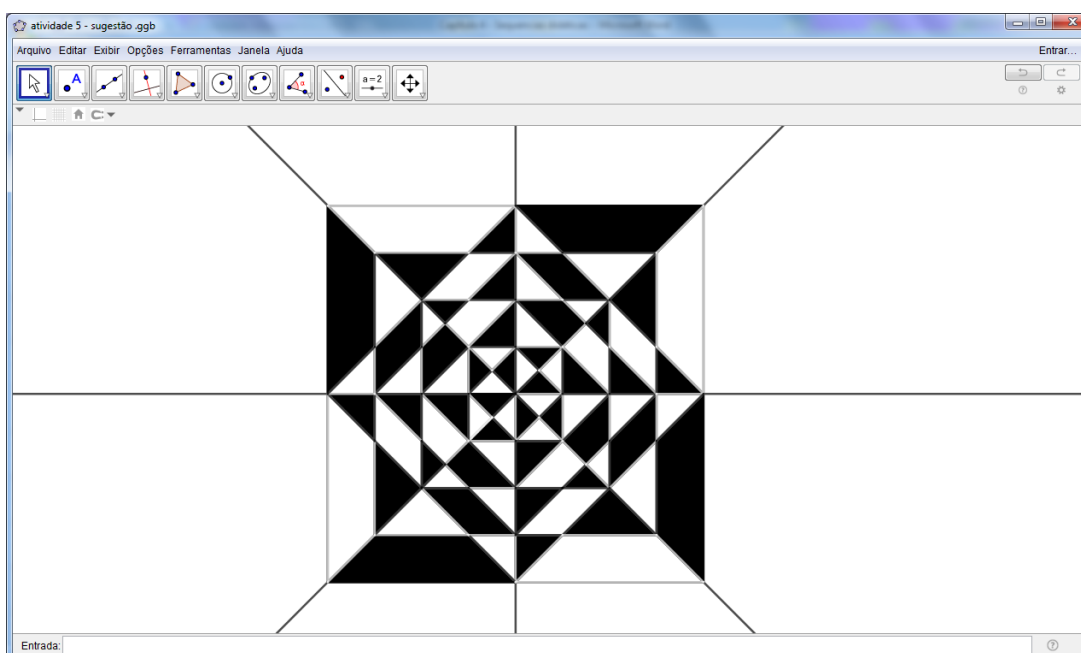 atividade 5 - sugestão .ggb
Arquivo Editar Exibir Opções Ferramentas Janela Ajuda Entrar...
A a=2
Entrada: